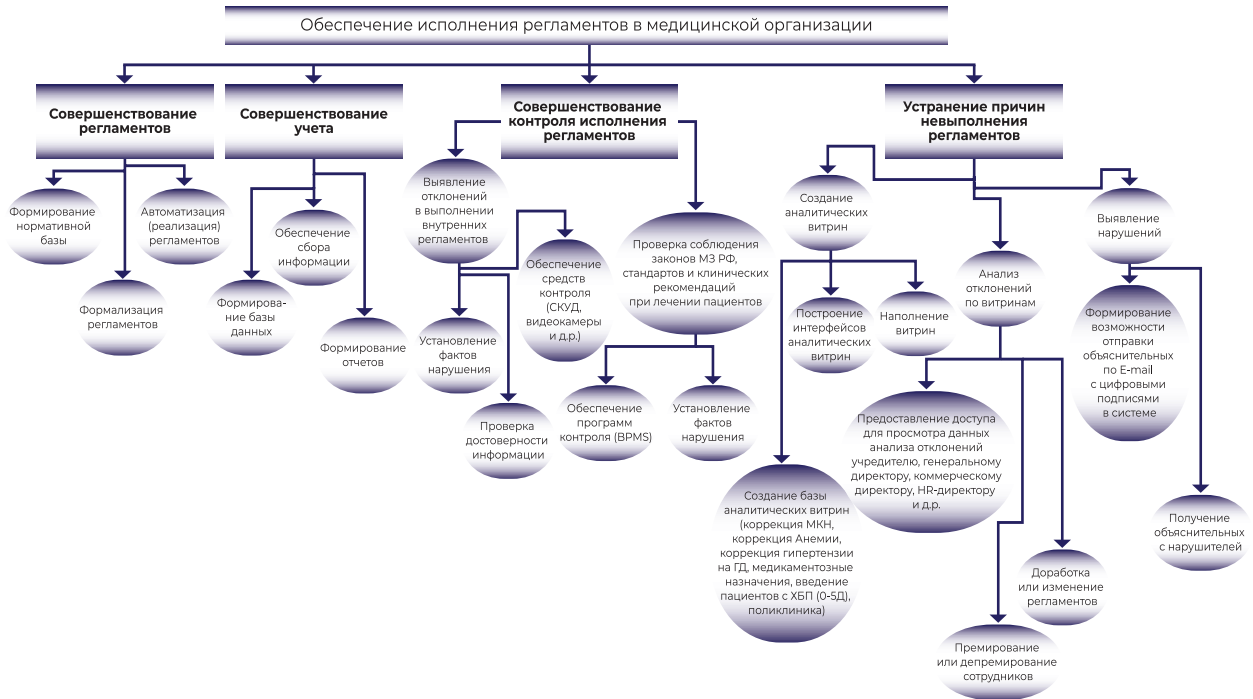 Обеспечение исполнения регламентов в медицинской организации
Совершенствование
регламентов
Совершенствование
учета
Совершенствование
контроля исполнения
регламентов
Устранение причин
невыполнения
регламентов
Формирование
нормативной
базы
Автоматизация
(реализация)
регламентов
Формализация
регламентов
Обеспечение
сбора
информации
Формирова-
ние базы
данных
Формирование
отчетов
Выявление
отклонений
в выполнении
внутренних
регламентов
Обеспечение
средств
контроля
(СКУД,
видеокамеры
и д.р.)
Установление
фактов
нарушения
Проверка
достоверности
информации
Проверка соблюдения
законов МЗ РФ,
стандартов и клинических
рекомендаций
при лечении пациентов
Обеспечение
программ
контроля (BPMS)
Установление
фактов
нарушения
Создание
аналитических
витрин
Построение
интерфейсов
аналитических
витрин
Наполнение
витрин
Создание базы
аналитических витрин
(коррекция МКН,
коррекция Анемии,
коррекция гипертензии
на ГД, медикаментозные
назначения, введение
пациентов с ХБП (0-5Д),
поликлиника)
Анализ
отклонений
по витринам
Предоставление доступа
для просмотра данных
анализа отклонений
учредителю, генеральному
директору, коммерческому
директору, HR-директору
и д.р.
Премирование
или депремирование
сотрудников
Доработка
или изменение
регламентов
Выявление
нарушений
Формирование
возможности
отправки
объяснительных
по E-mail
с цифровыми
подписями
в системе
Получение
объяснительных
с нарушителей